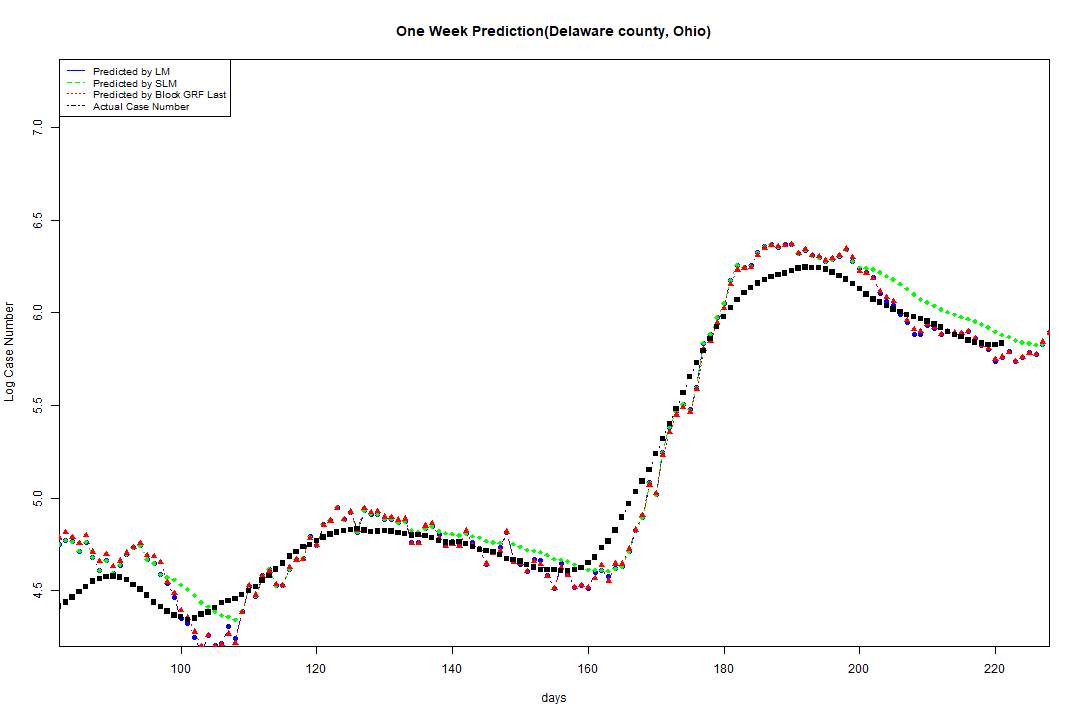 One Week Prediction(Delaware county, Ohio)
Predicted by LM
Predicted by SLM
Predicted by Block GRF Last
Actual Case Number
Log Case Number
7.0
6.5
6.0
5.5
5.0
4.5
100 120 140 160 180 200 220
days